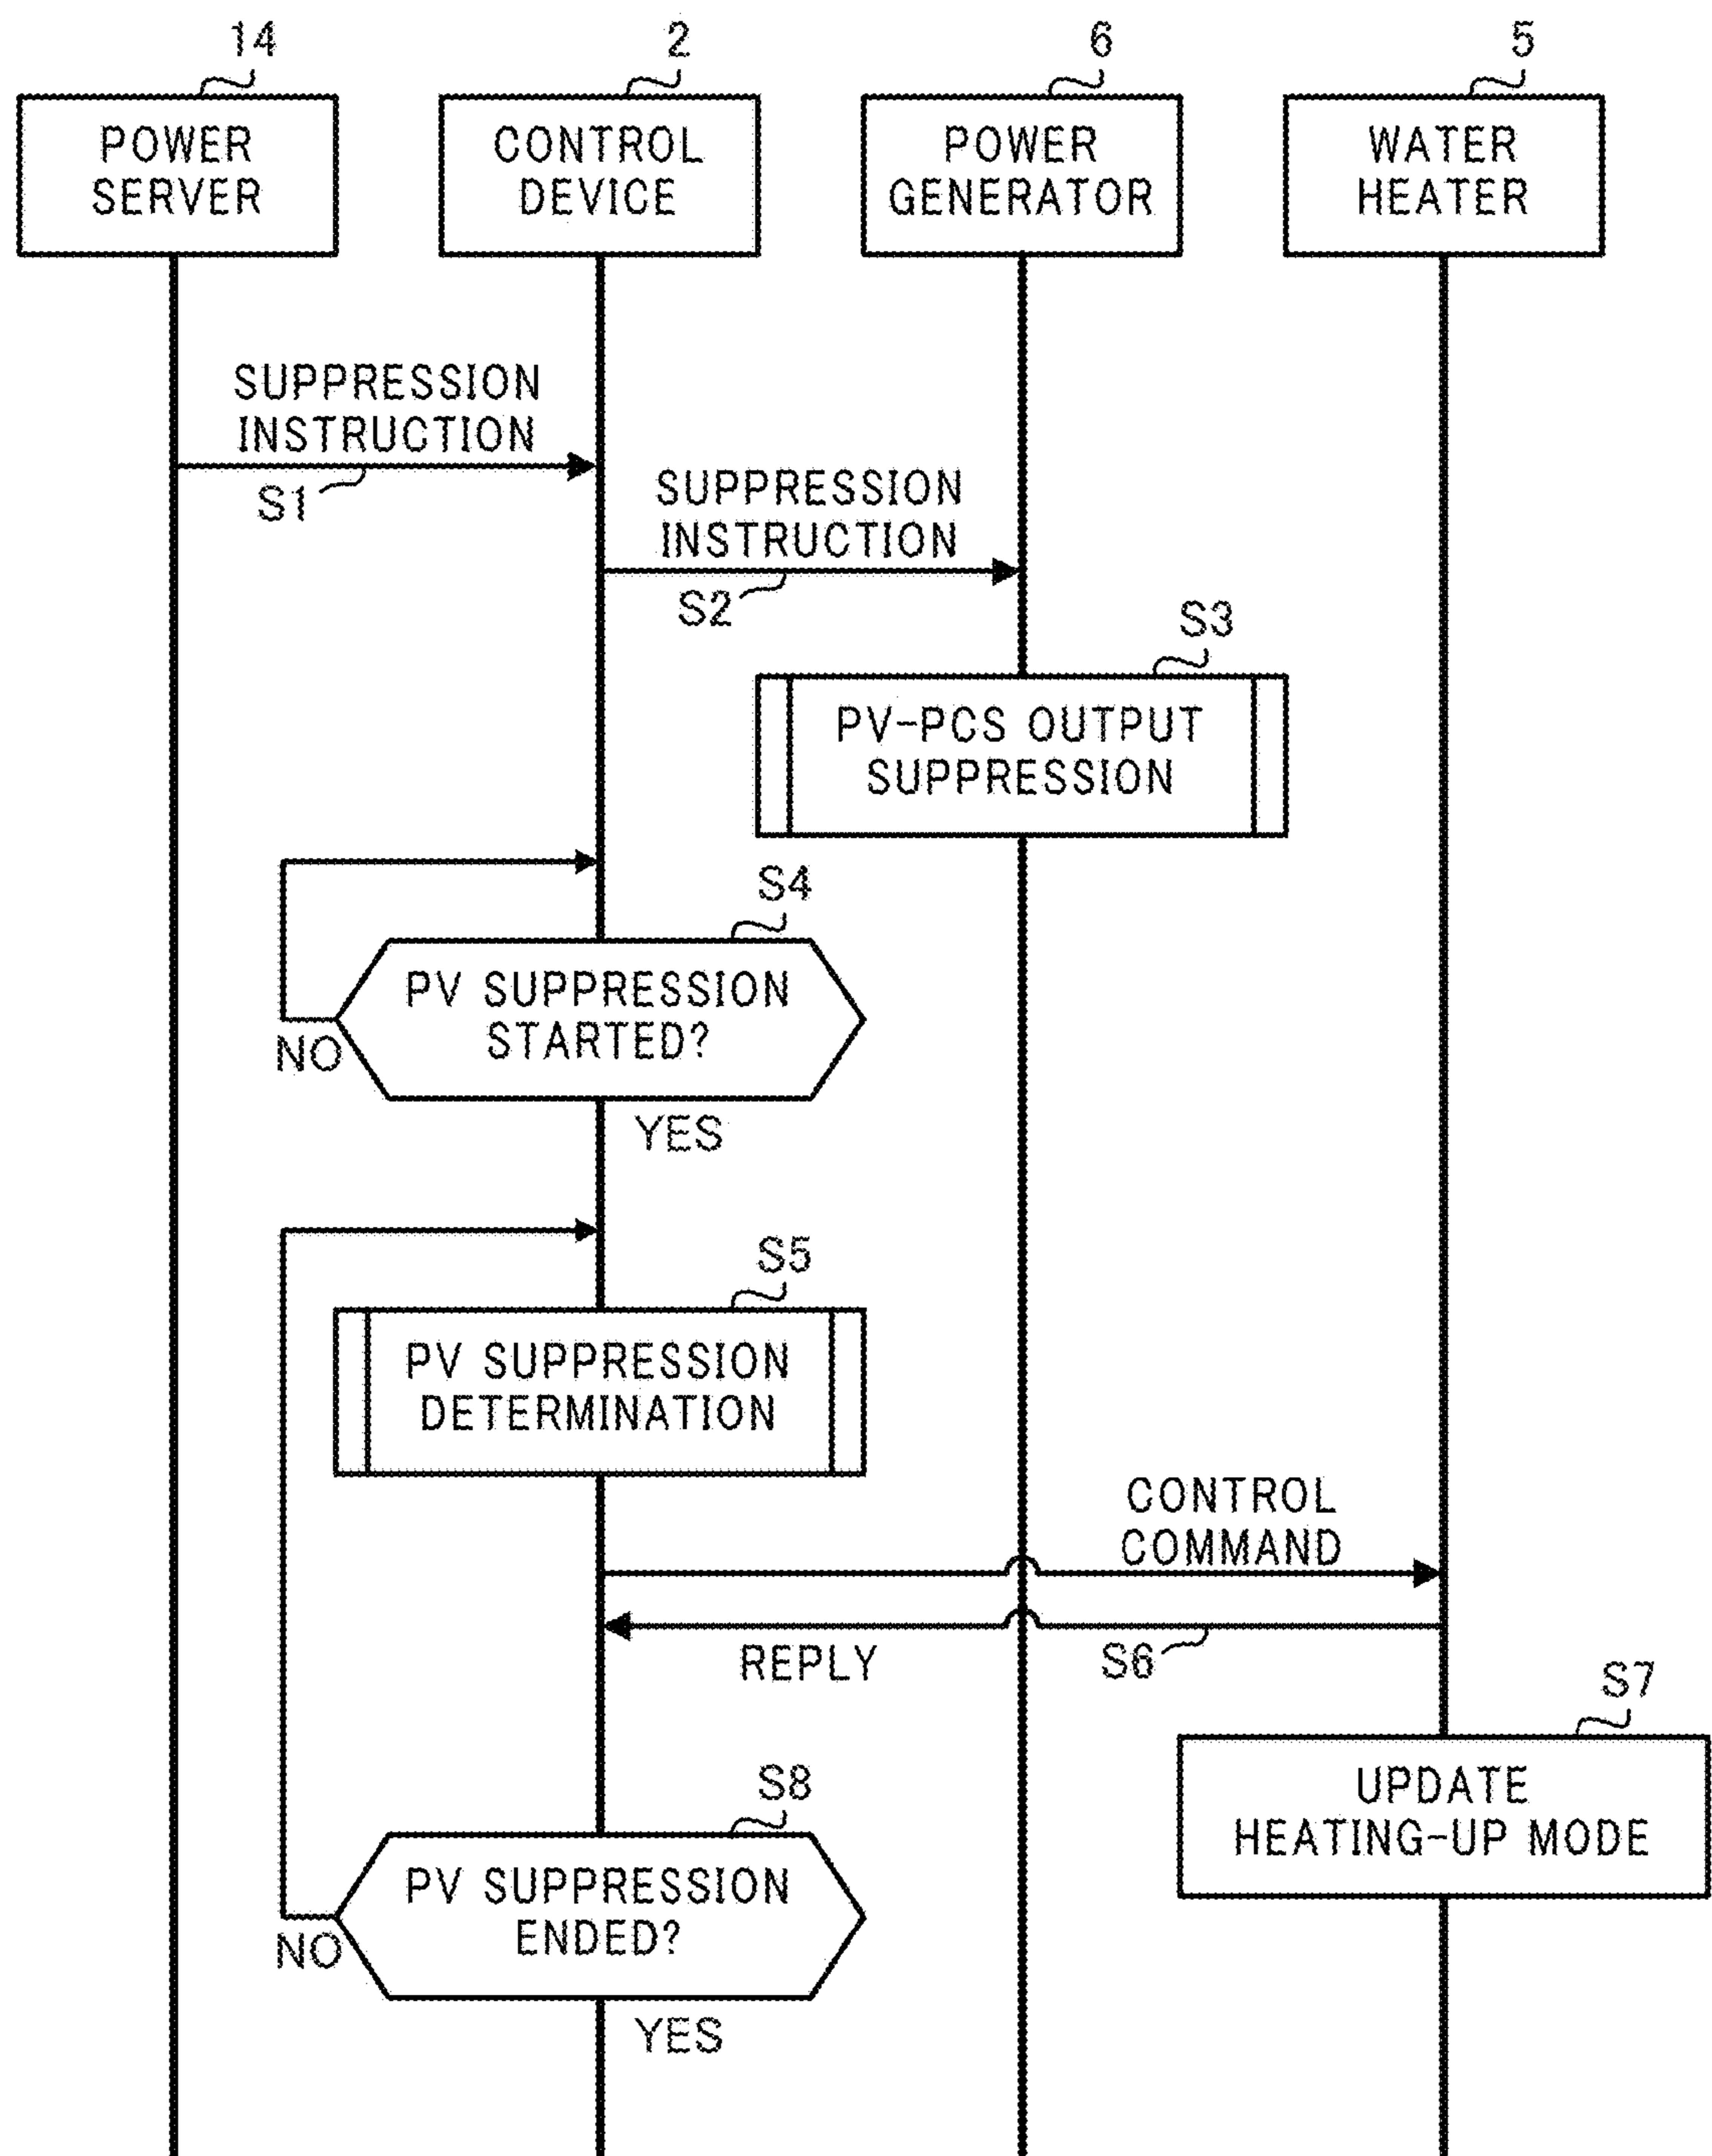 14
2
6
5
POWER
SERVER
CONTROL
DEVICE
POWER
GENERATOR
WATER
HEATER
SUPPRESSION
INSTRUCTION
S1
SUPPRESSION
INSTRUCTION
S2
S3
PV-PCS OUTPUT
SUPPRESSION
S4
PV SUPPRESSION
STARTED?
NO
YES
S5
PV SUPPRESSION
DETERMINATION
CONTROL
COMMAND
REPLY
S6
S7
UPDATE
HEATING-UP MODE
S8
PV SUPPRESSION
ENDED?
NO
YES